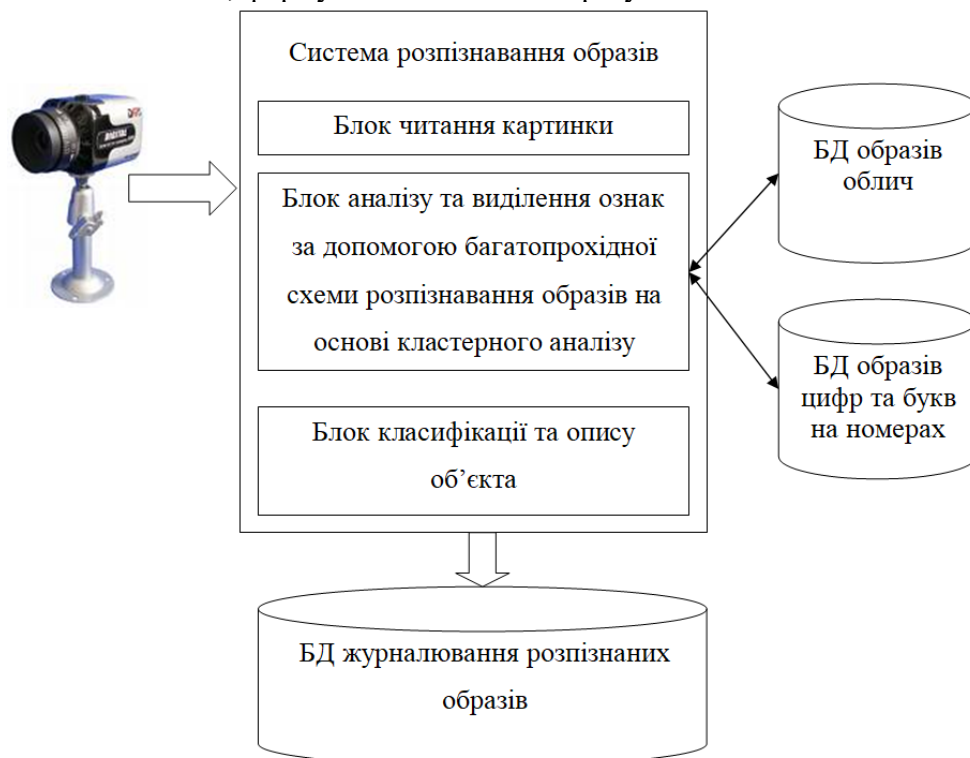 Система розпізнавання образів
Блок читання картинки
Блок аналізу та виділення ознак
за допомогою багатопрохідної
схеми розпізнавання образів на
основі кластерного аналізу
Блок класифікації та опису
об’єкта
БД образів
облич
БД образів
цифр та букв
на номерах
БД журналювання розпізнаних
образів
DIGITAL